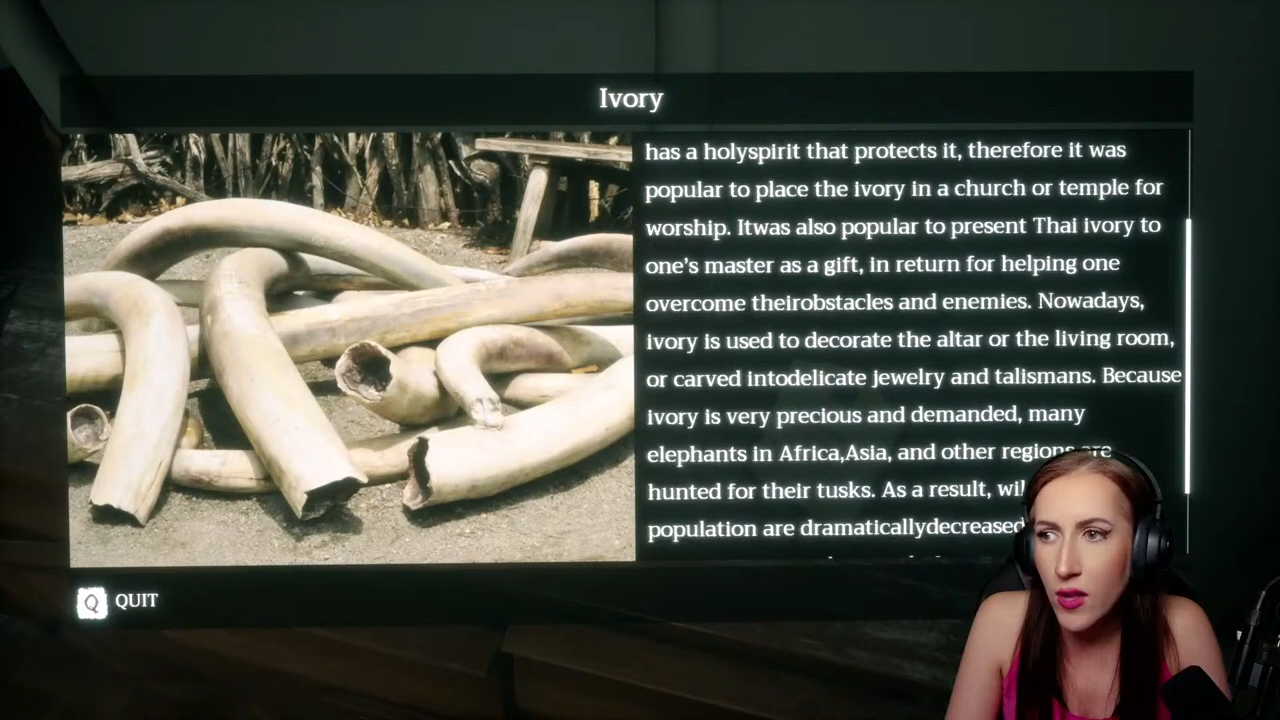 Ivory
has a holyspirit that protects it, therefore it was
popular to place the ivory in a church or temple for
worship. Itwas also popular to present Thai ivory to
one's master as a gift, in return for helping one
overcome theirobstacles and enemies. Nowadays,
ivory is used to decorate the altar or the living room,
or carved intodelicate jewelry and talismans. Because
ivory is very precious and demanded, many
elephants in Africa,Asia, and other regions are
hunted for their tusks. As a result,
population are dramaticallydecreased
Q QUIT